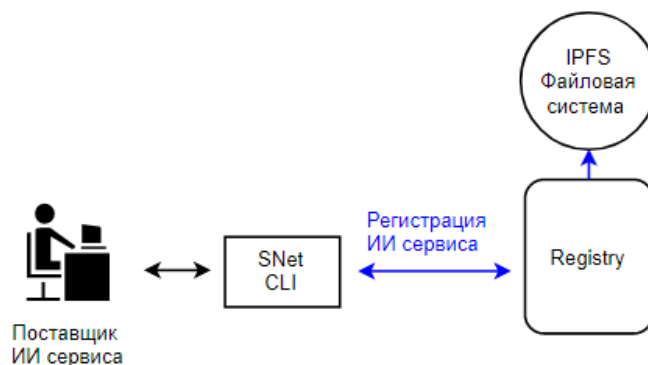 IPFS
Файловая
система
Регистрация
ИИ сервиса
SNet
CLI
Registry
Поставщик
ИИ сервиса